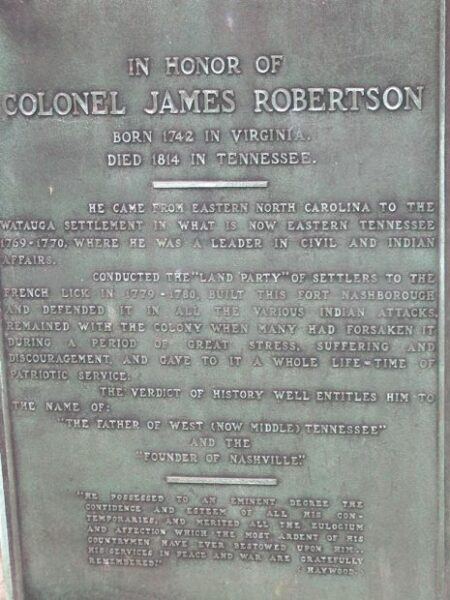 IN HONOR OF
COLONEL JAMES ROBERTSON
BORN 1742 IN VIRGINIA.
DIED 1814 IN TENNESSEE.
HE CAME FROM EASTERN NORTH CAROLINA TO THE
WATAUGA SETTLEMENT IN WHAT IS NOW EASTERN TENNESSEE
1769-1770, WHERE HE WAS A LEADER IN CIVIL AND INDIAN
AFFAIRS.
CONDUCTED THE "LAND PARTY" OF SETTLERS TO THE
FRENCH LICK IN 1779-1780, BUILT THIS FORT NASHBOROUGH
AND DEFENDED IT IN ALL THE VARIOUS INDIAN ATTACKS,
REMAINED WITH THE COLONY WHEN MANY HAD FORSAKEN IT
DURING A PERIOD OF GREAT STRESS, SUFFERING AND
DISCOURAGEMENT, AND GAVE TO IT A WHOLE LIFE-TIME OF
PATRIOTIC SERVICE.
THE VERDICT OF HISTORY WELL ENTITLES HIM TO
THE NAME OF:
"THE FATHER OF WEST (NOW MIDDLE) TENNESSEE"
AND THE
"FOUNDER OF NASHVILLE."
"HE POSSESSED TO AN EMINENT DEGREE THE
CONFIDENCE AND ESTEEM OF ALL HIS CON-
TEMPORARIES, AND MERITED ALL THE EULOGIUM
AND AFFECTION WHICH THE MOST ARDENT OF HIS
COUNTRYMEN HAVE EVER BESTOWED UPON HIM...
HIS SERVICES IN PEACE AND WAR ARE GRATEFULLY
REMEMBERED."
(HAYWOOD.)